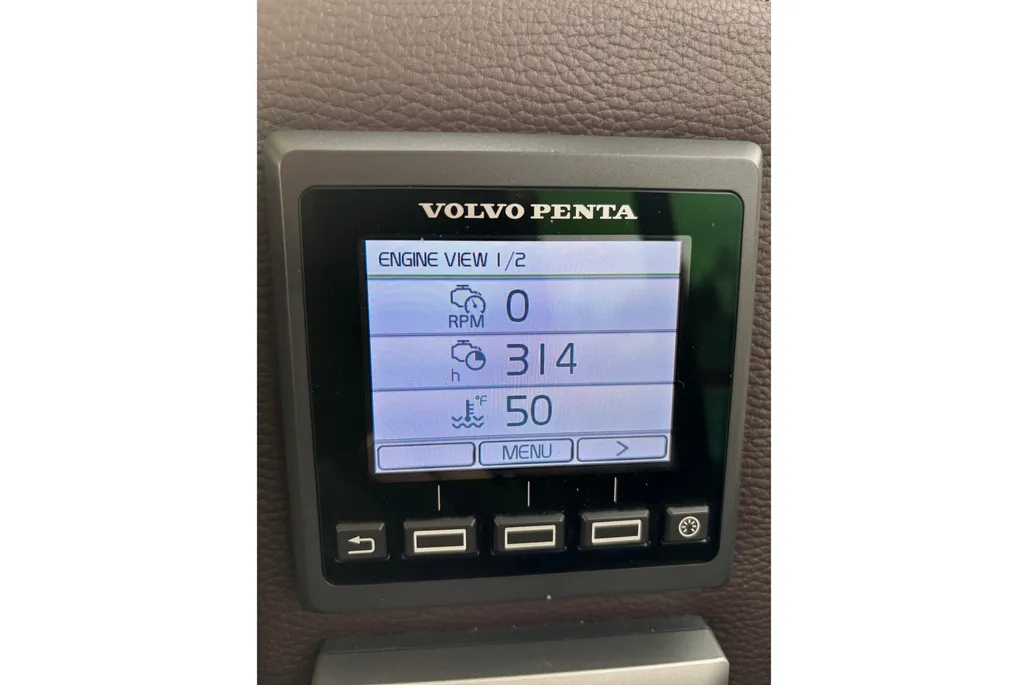 VOLVO PENTA
ENGINE VIEW 1/2
RPM 0
h 314
°F 50
MENU >